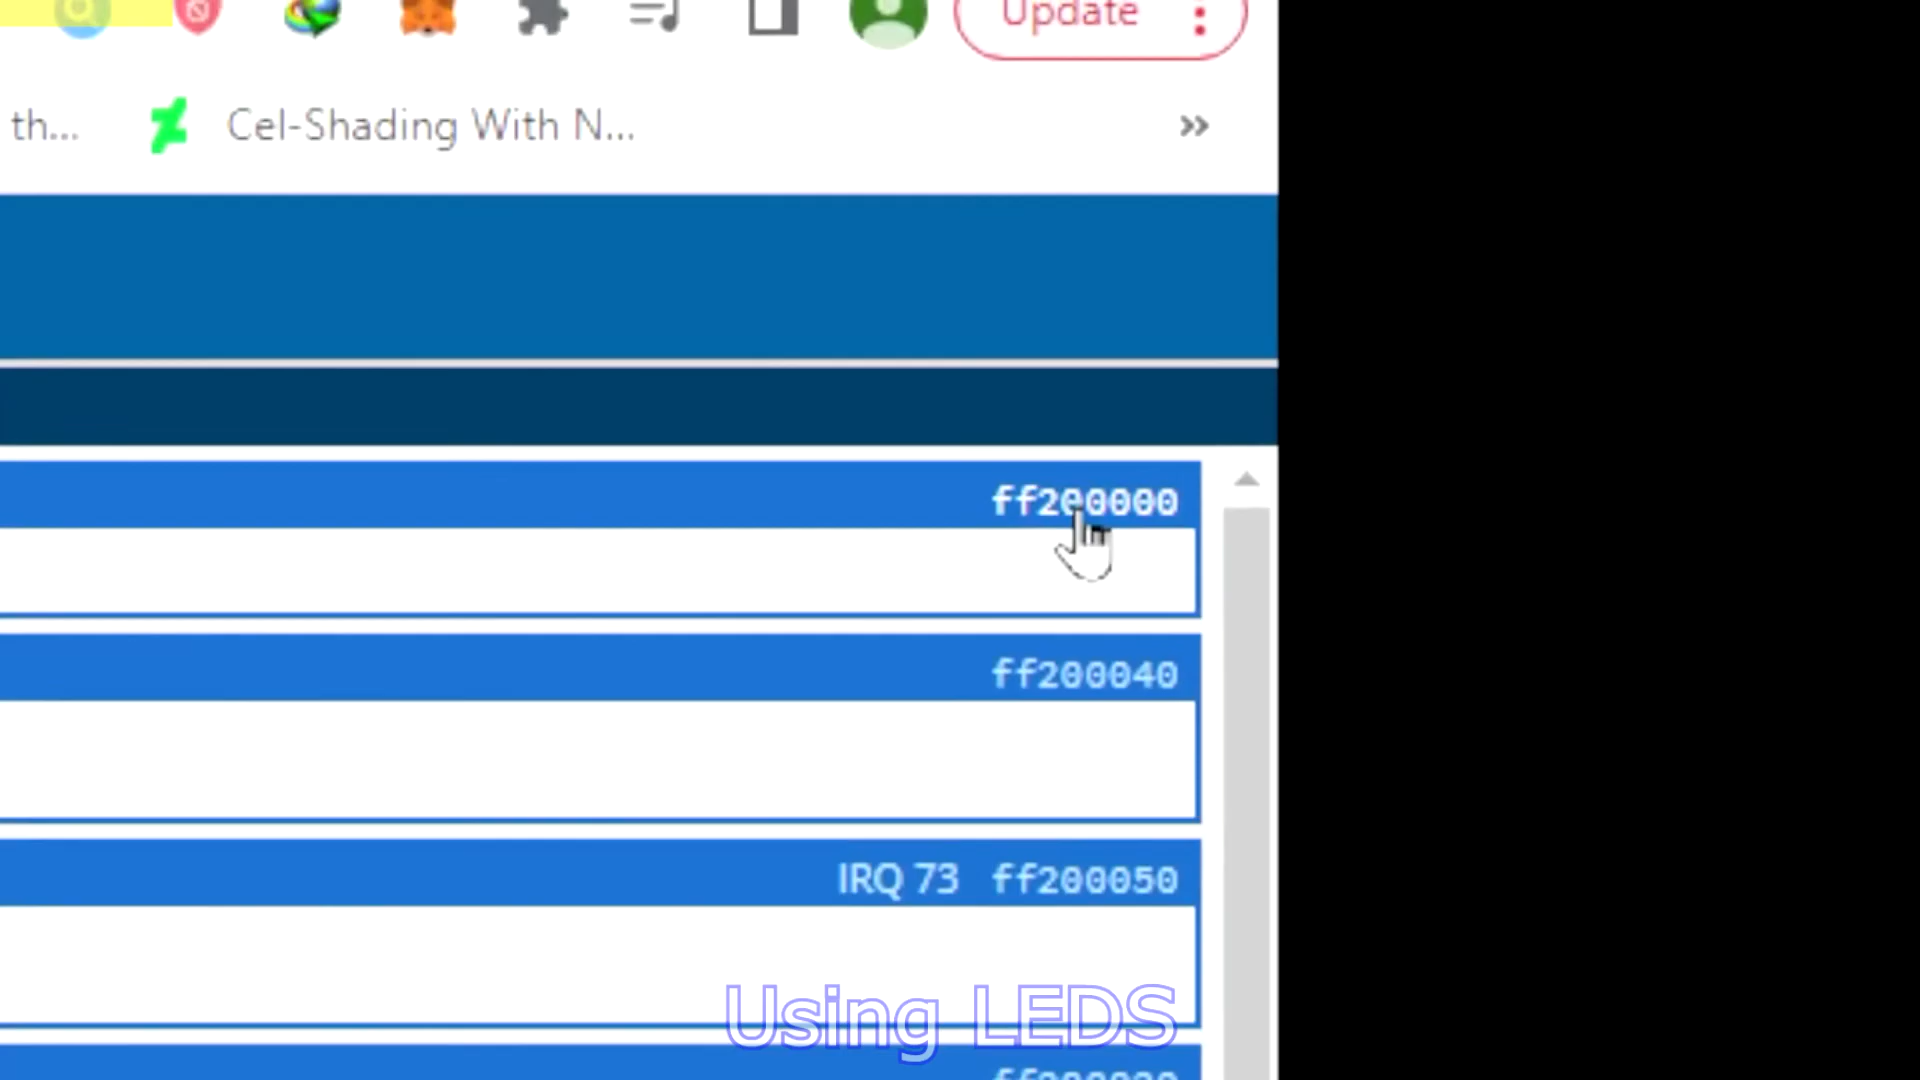 Update
th...
Cel-Shading With N...
»
ff200000
ff200040
IRQ 73 ff200050
Using LEDS